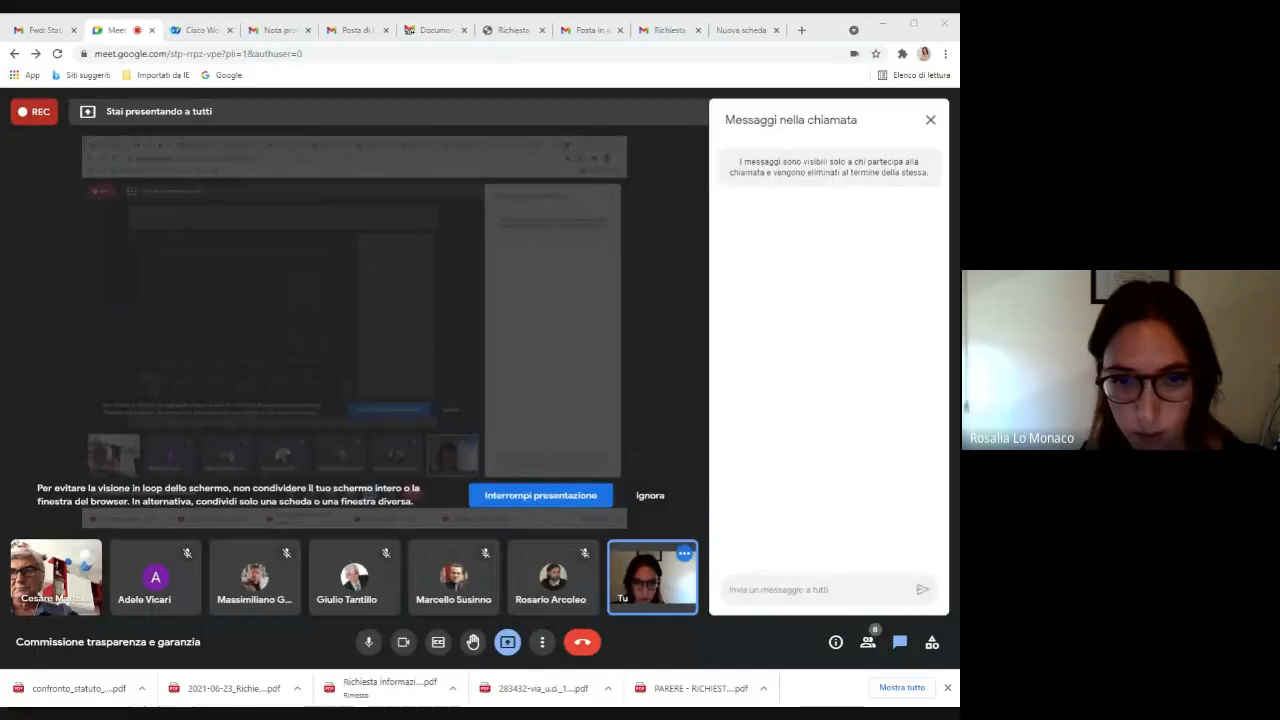 Fwd: Stat
Meet
Cisco We
Nota pro
Posta di C
Docume
Richiesta
Posta in a
Richiesta
Nuova scheda
meet.google.com/stp-rrpz-vpe?pli=1&authuser=0
App
Siti suggeriti
Importati da IE
Google
Elenco di lettura
REC
Stai presentando a tutti
Messaggi nella chiamata
I messaggi sono visibili solo a chi partecipa alla
chiamata e vengono eliminati al termine della stessa.
Per evitare la visione in loop dello schermo, non condividere il tuo schermo intero o la
finestra del browser. In alternativa, condividi solo una scheda o una finestra diversa.
Interrompi presentazione
Ignora
Rosalia Lo Monaco
A
Cesare
Adele Vicari
Massimiliano G...
Giulio Tantillo
Marcello Susinno
Rosario Arcoleo
Tu
Invia un messaggio a tutti
Commissione trasparenza e garanzia
8
confronto_statuto_....pdf
2021-06-23_Richie....pdf
Richiesta informazi....pdf
Rimosso
283432-via_u.d._1....pdf
PARERE - RICHIEST....pdf
Mostra tutto